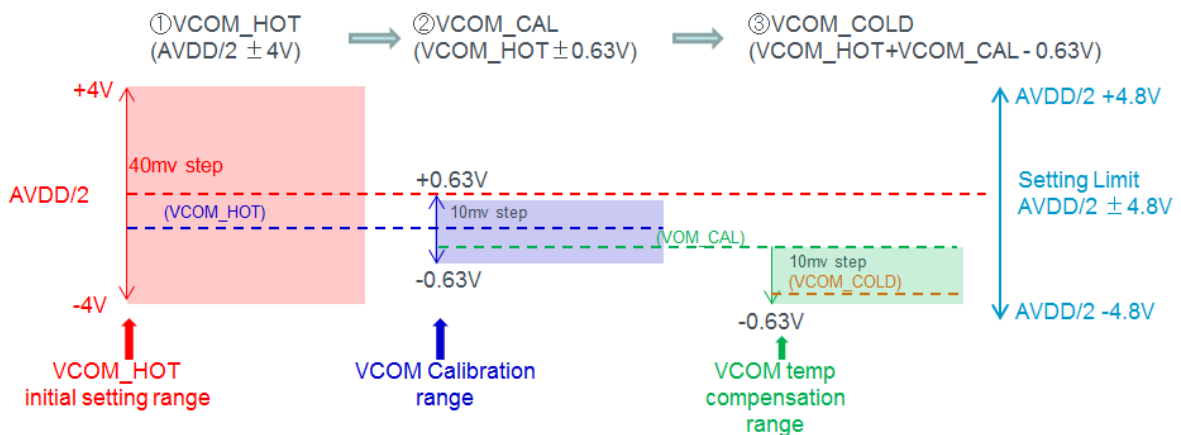 ①VCOM_HOT
(AVDD/2 ±4V)
②VCOM_CAL
(VCOM_HOT±0.63V)
③VCOM_COLD
(VCOM_HOT+VCOM_CAL - 0.63V)
+4V
40mv step
AVDD/2
(VCOM_HOT)
-4V
+0.63V
10mv step
-0.63V
(VOM_CAL)
10mv step
(VCOM_COLD)
-0.63V
AVDD/2 +4.8V
Setting Limit
AVDD/2 ±4.8V
AVDD/2 -4.8V
VCOM_HOT
initial setting range
VCOM Calibration
range
VCOM temp
compensation
range